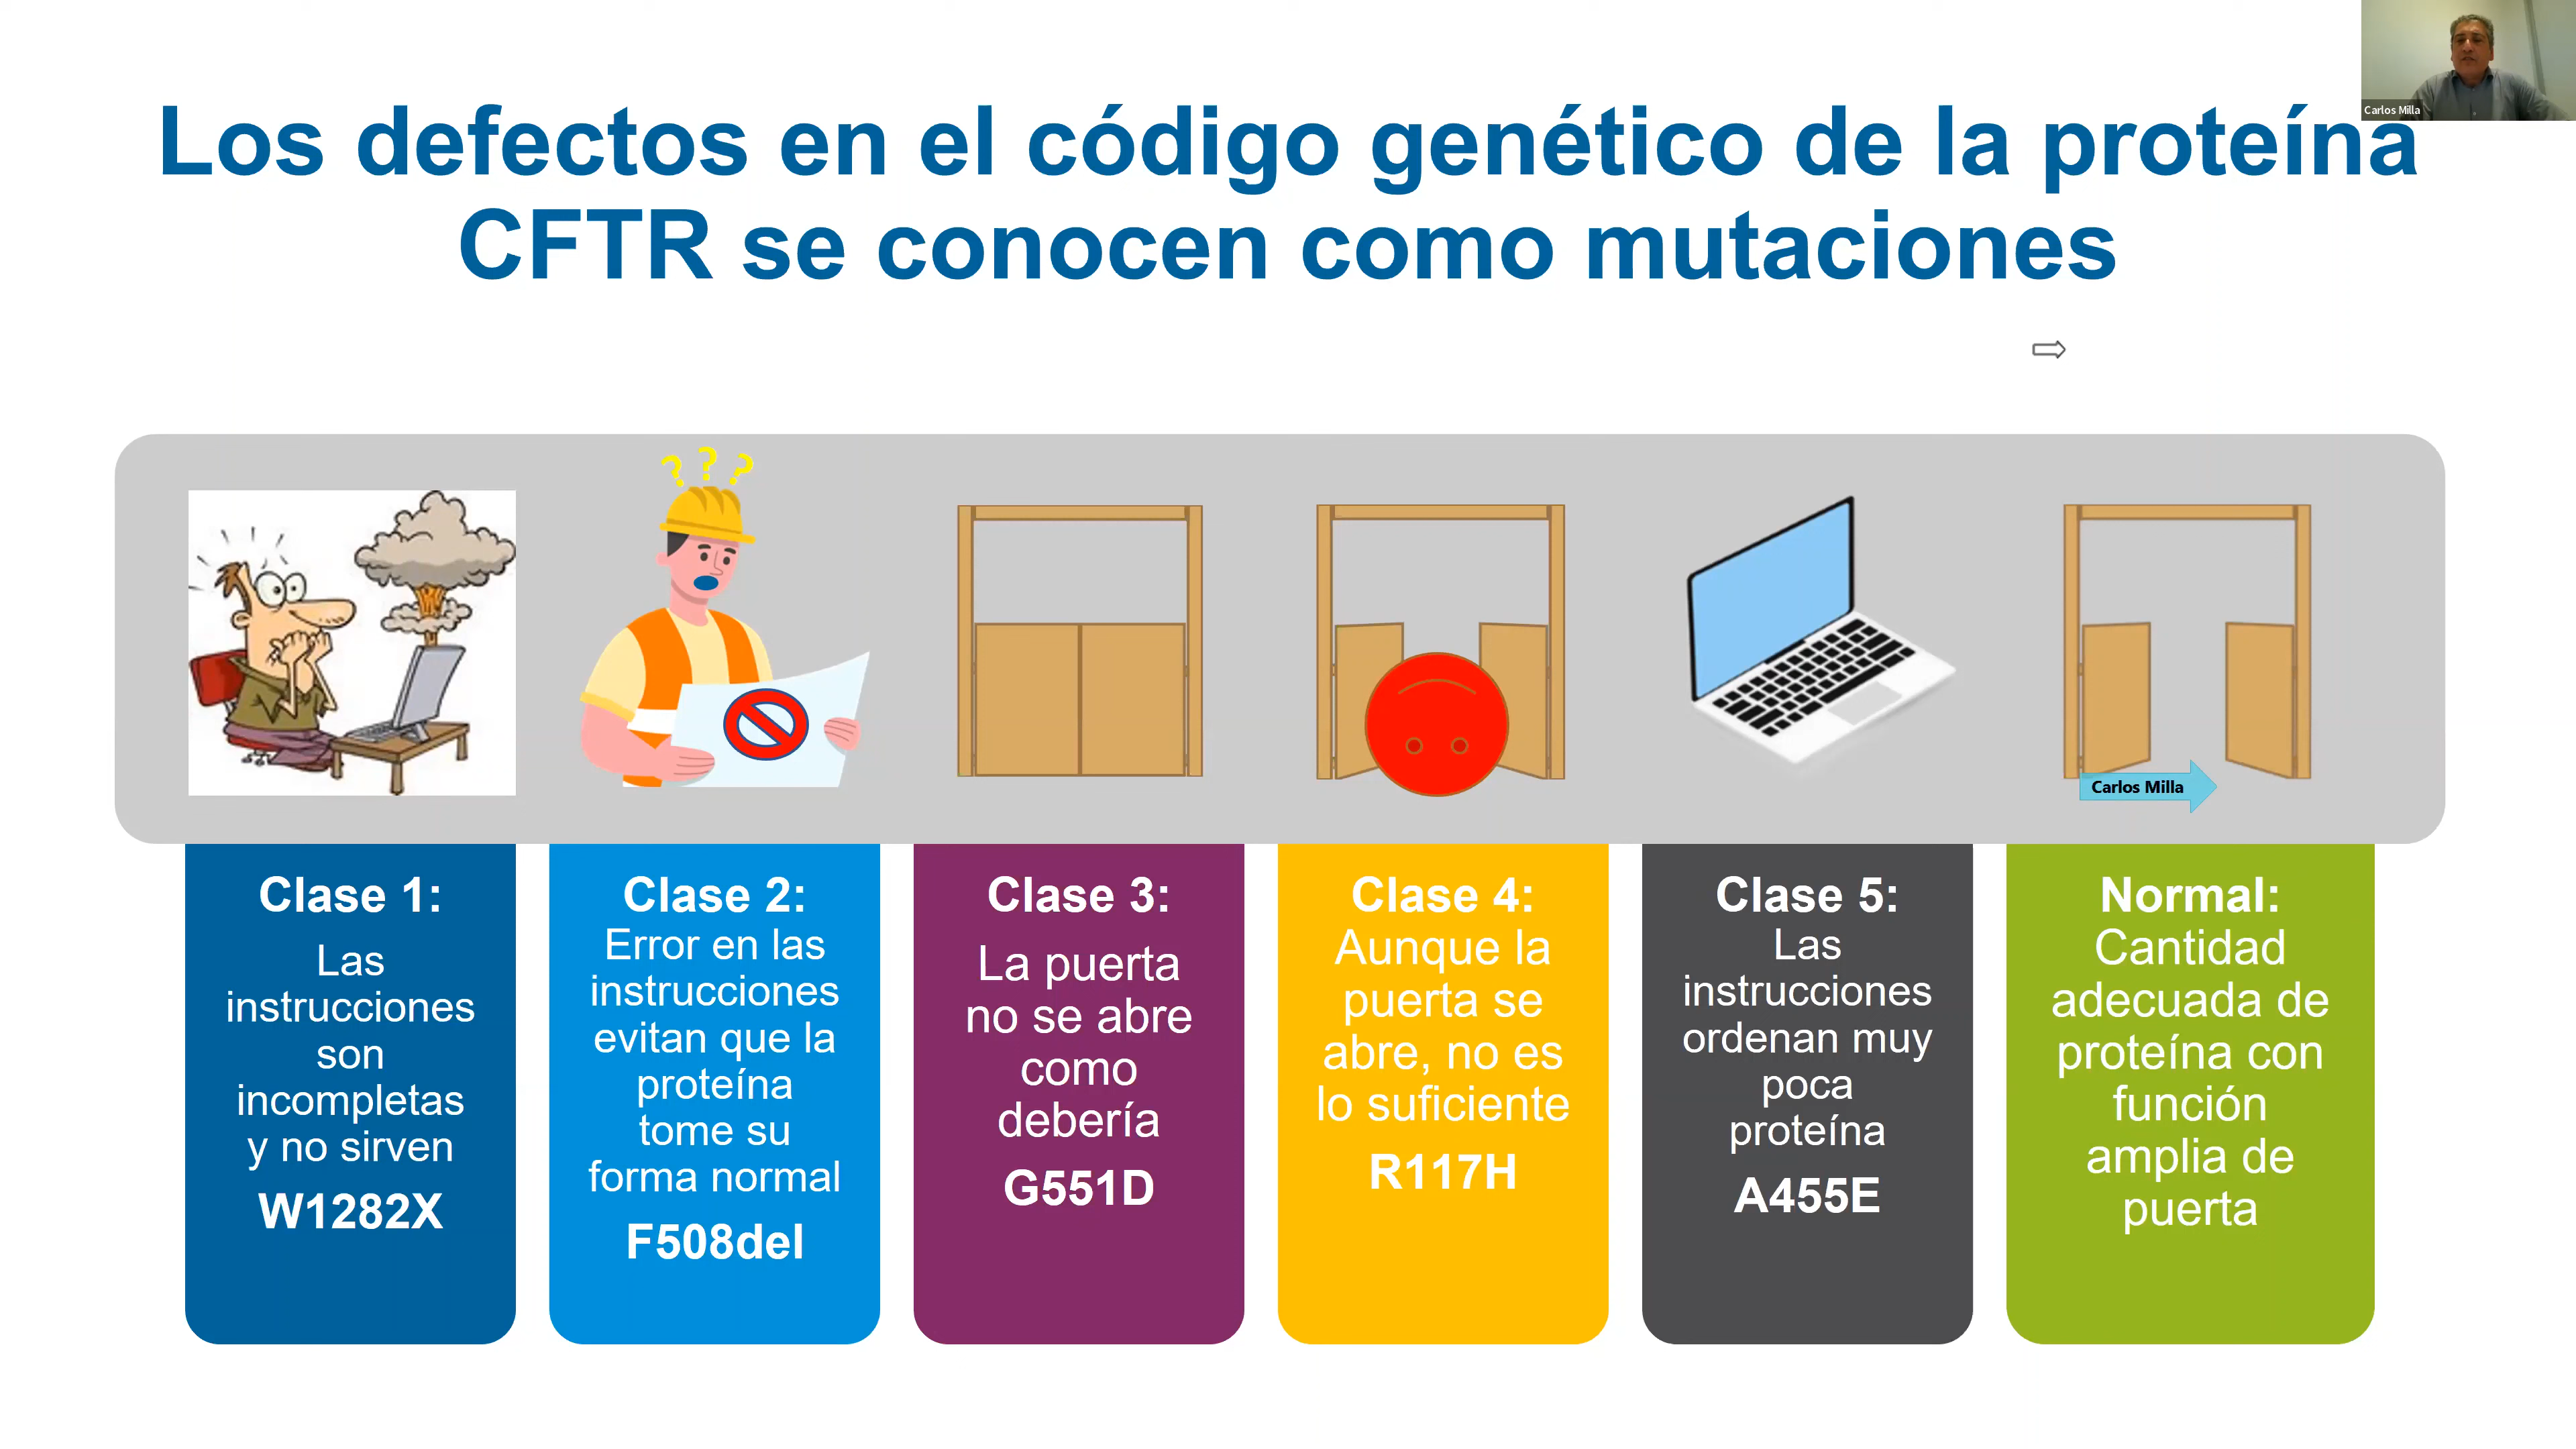 Carlos Milla
Los defectos en el código genético de la proteína
CFTR se conocen como mutaciones
? ? ?
Carlos Milla
Clase 1:
Las
instrucciones
son
incompletas
y no sirven
W1282X
Clase 2:
Error en las
instrucciones
evitan que la
proteína
tome su
forma normal
F508del
Clase 3:
La puerta
no se abre
como
debería
G551D
Clase 4:
Aunque la
puerta se
abre, no es
lo suficiente
R117H
Clase 5:
Las
instrucciones
ordenan muy
poca
proteína
A455E
Normal:
Cantidad
adecuada de
proteína con
función
amplia de
puerta